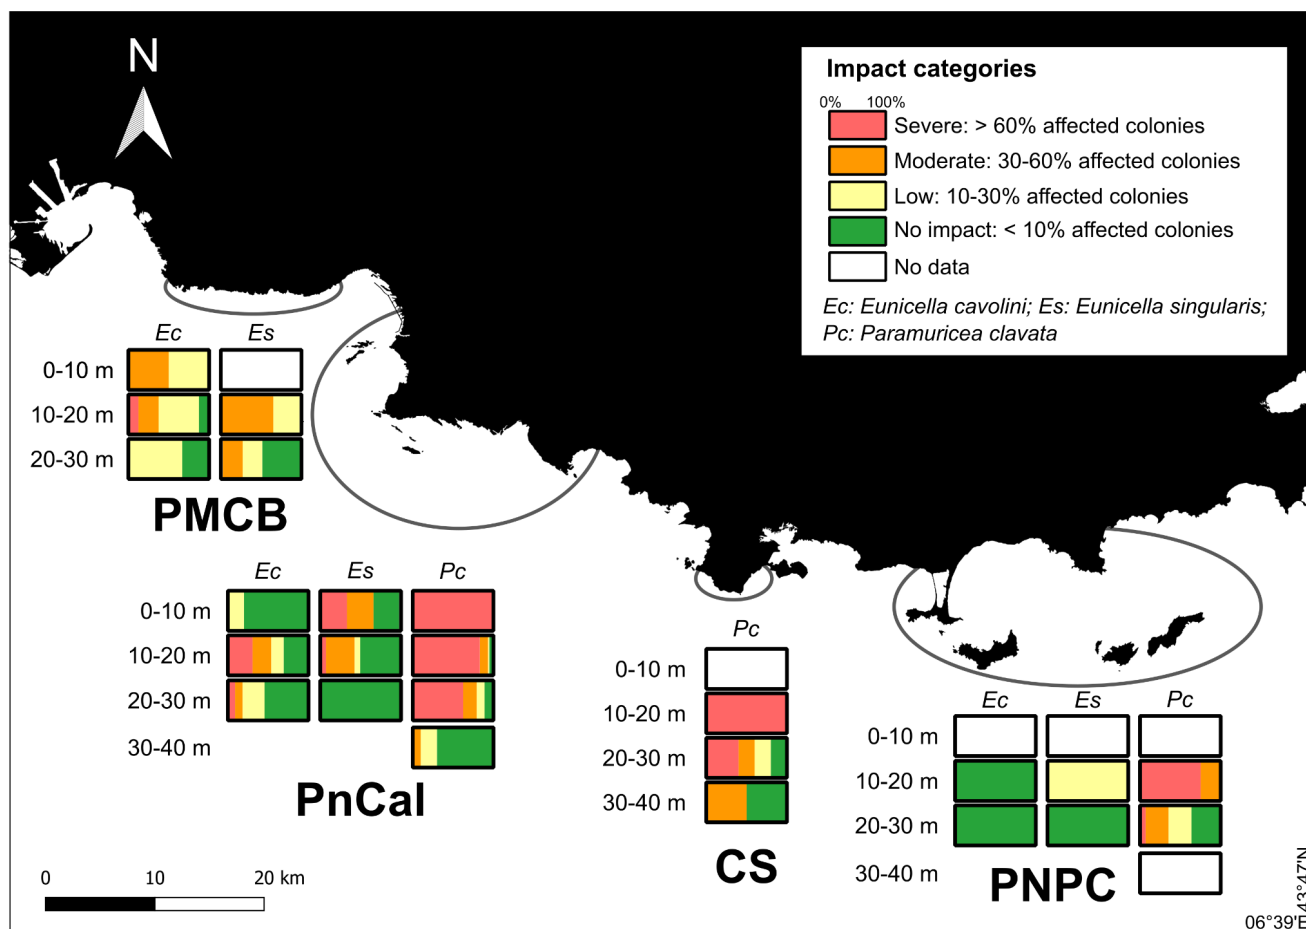 N
Impact categories
0% 100%
Severe: > 60% affected colonies
Moderate: 30-60% affected colonies
Low: 10-30% affected colonies
No impact: < 10% affected colonies
No data
Ec: Eunicella cavolini; Es: Eunicella singularis;
Pc: Paramuricea clavata
Ec Es
0-10 m
10-20 m
20-30 m
PMCB
Ec Es Pc
0-10 m
10-20 m
20-30 m
30-40 m
PnCal
Pc
0-10 m
10-20 m
20-30 m
30-40 m
CS
Ec Es Pc
0-10 m
10-20 m
20-30 m
30-40 m
PNPC
0 10 20 km
43°47'N
06°39'E